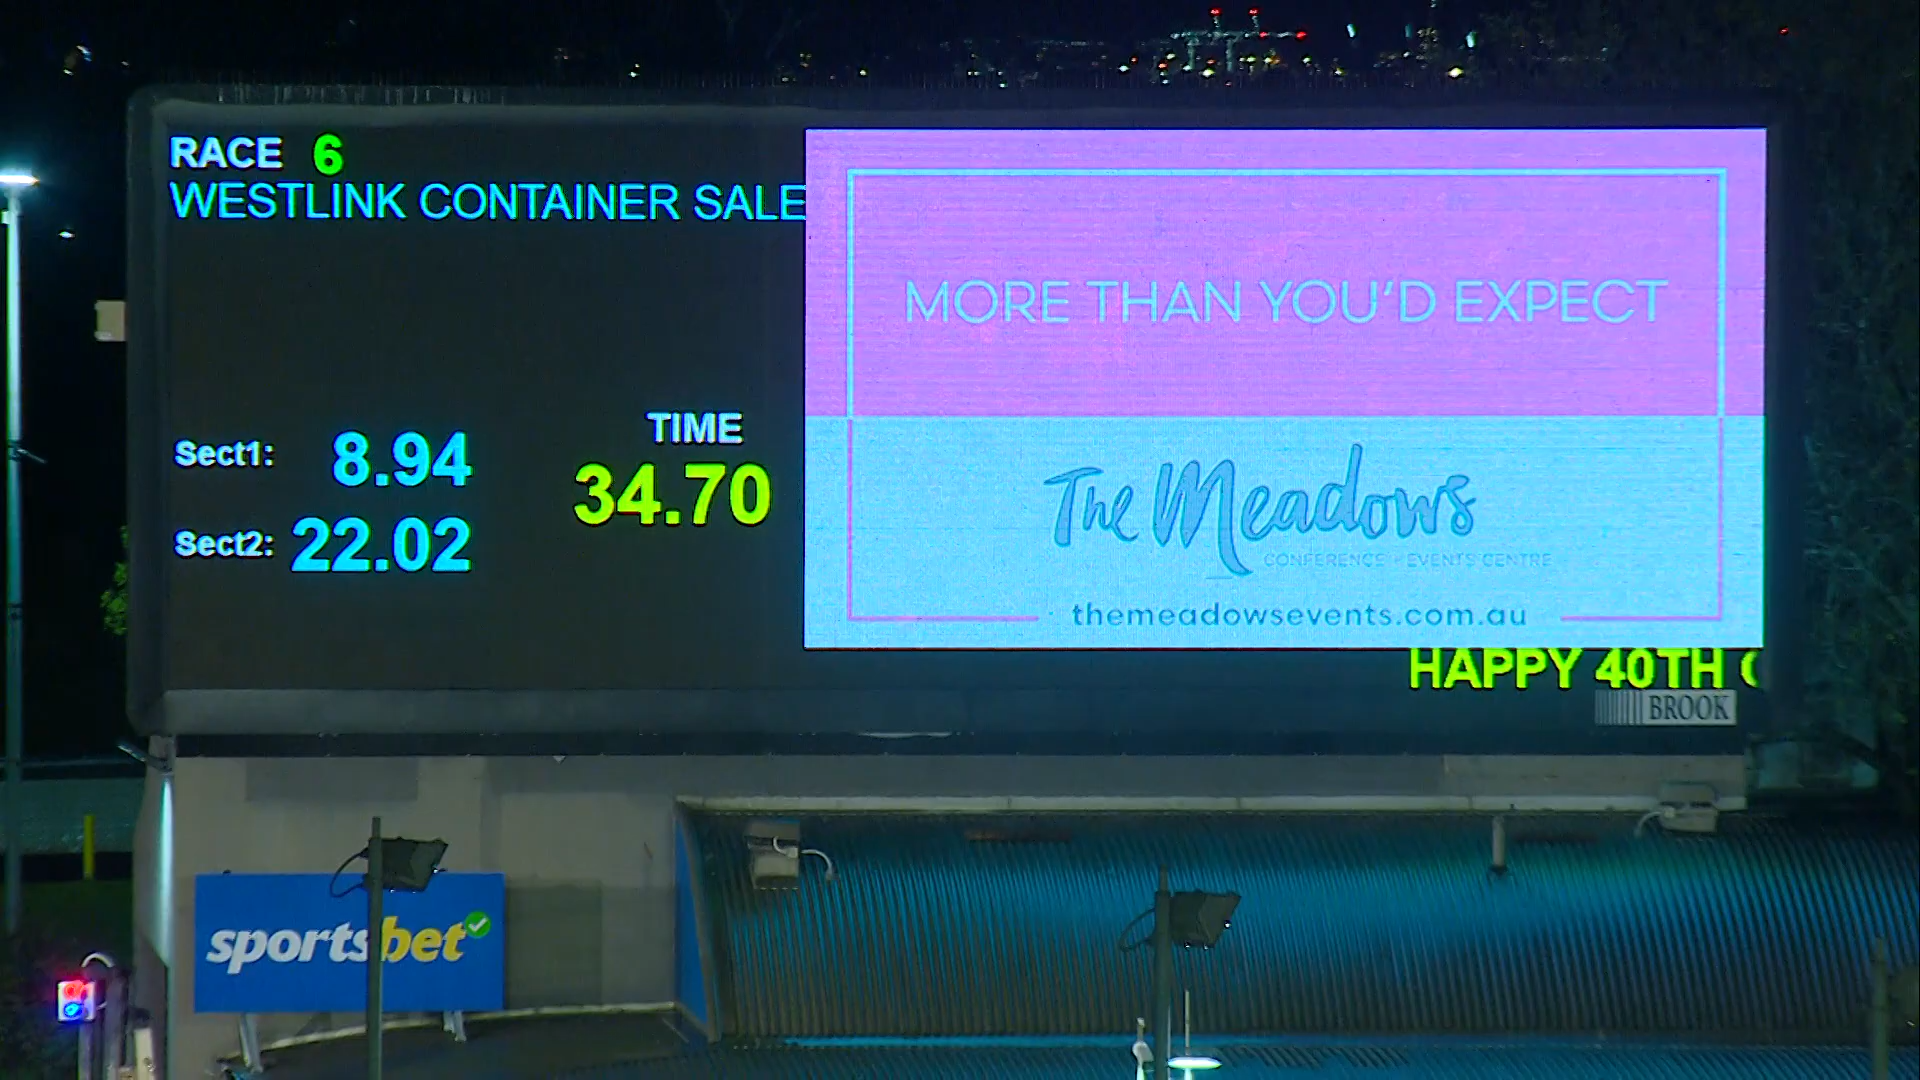 RACE 6
WESTLINK CONTAINER SALE
MORE THAN YOU'D EXPECT
TIME
Sect1: 8.94
34.70
Sect2: 22.02
The Meadows
CONFERENCE + EVENTS CENTRE
themeadowsevents.com.au
HAPPY 40TH
BROOK
sportsbet